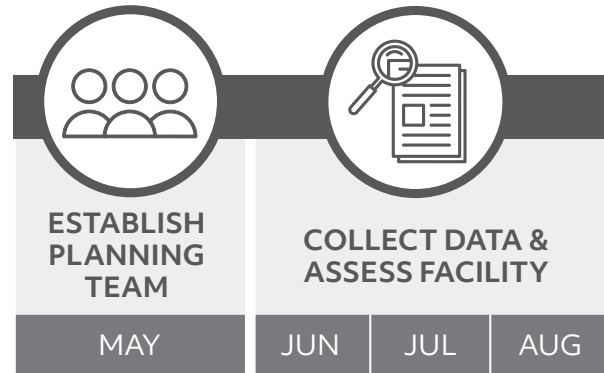 ESTABLISH
PLANNING
TEAM
MAY
COLLECT DATA &
ASSESS FACILITY
JUN
JUL
AUG